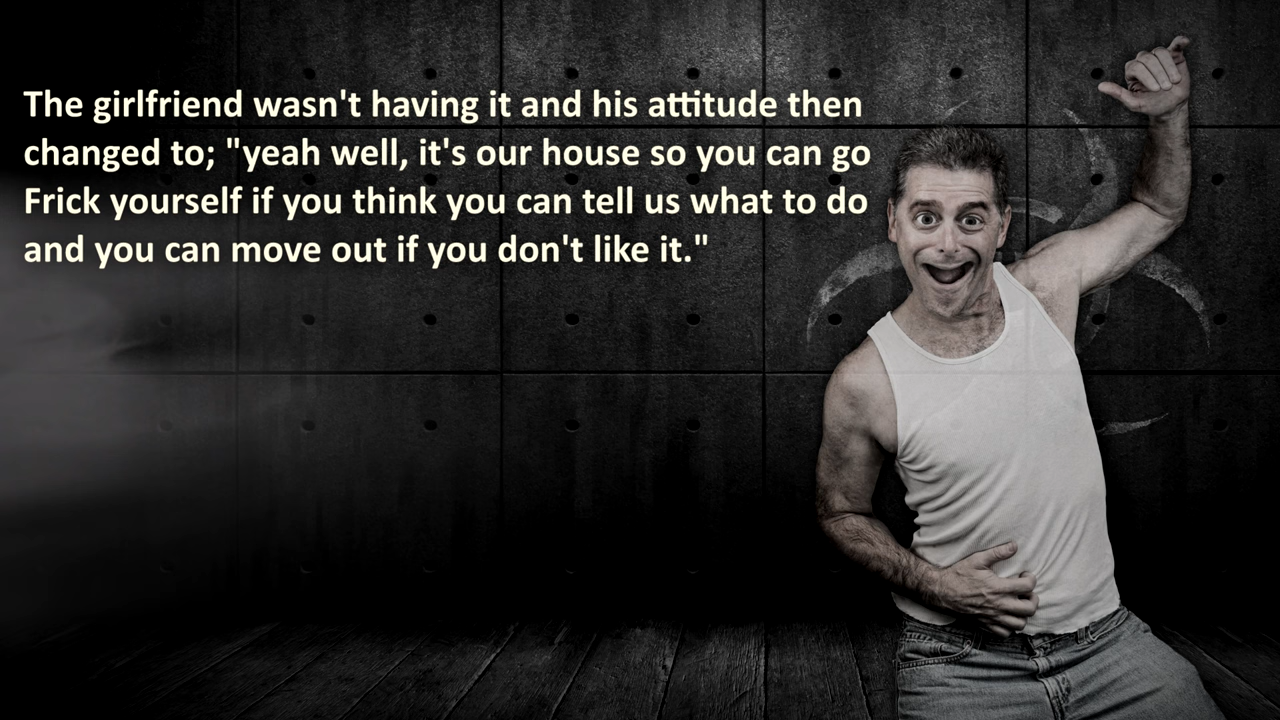 The girlfriend wasn't having it and his attitude then
changed to; "yeah well, it's our house so you can go
Frick yourself if you think you can tell us what to do
and you can move out if you don't like it."